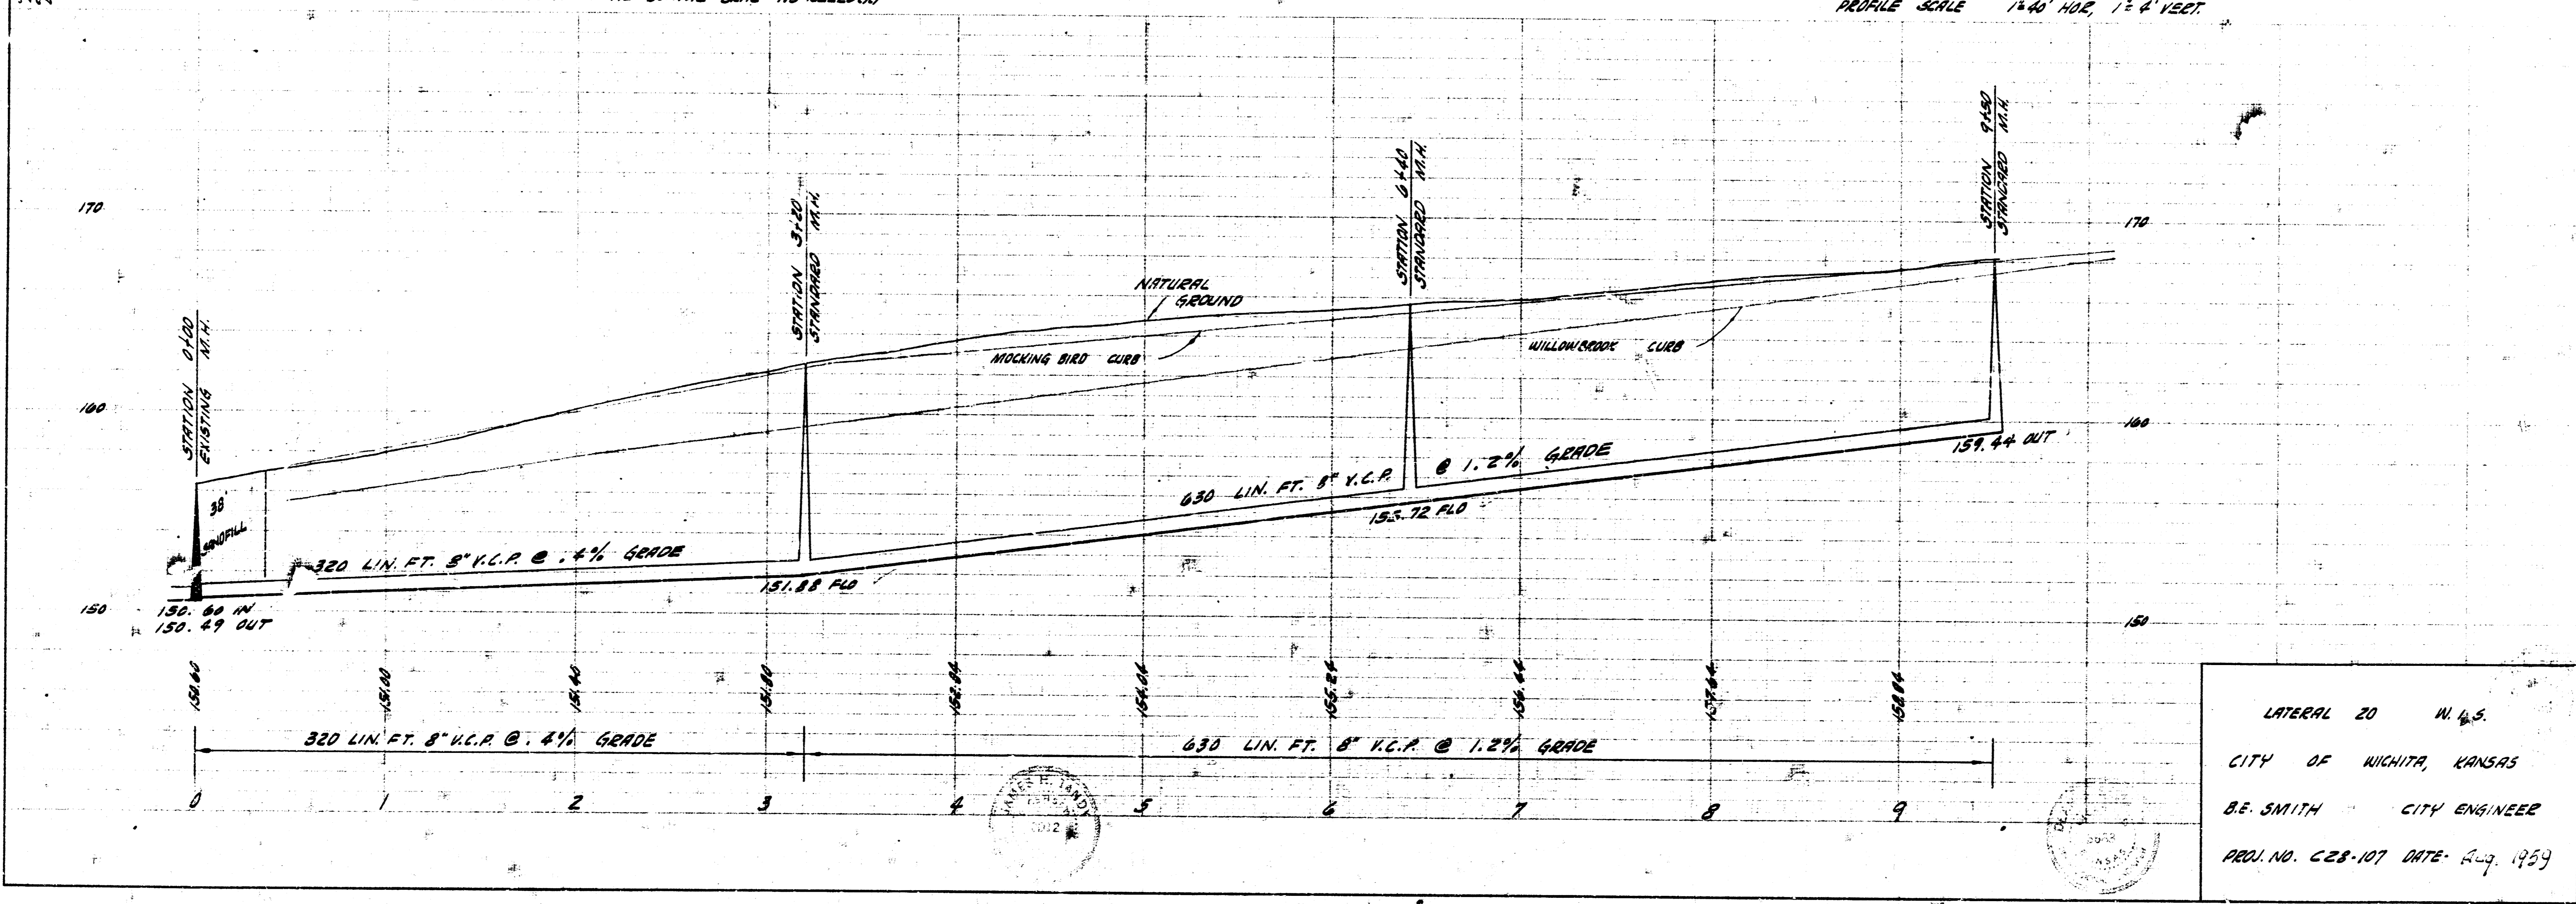 PROFILE SCALE 1"=40' HOR, 1"= 4' VERT.
170
160
150
170
160
150
STATION 0+00
EXISTING M.H.
STATION 3+20
STANDARD M.H.
STATION 6+40
STANDARD M.H.
STATION 9+50
STANDARD M.H.
NATURAL
GROUND
MOCKING BIRD CURB
WILLOWBROOK CURB
38'
SANDFILL
320 LIN. FT. 8" V.C.P. @ .4% GRADE
630 LIN. FT. 8" V.C.P. @ 1.2% GRADE
150.60 IN
150.49 OUT
151.88 FLO
155.72 FLO
159.44 OUT
150.60
151.00
151.40
151.80
152.84
154.04
155.24
156.44
157.64
158.84
320 LIN. FT. 8" V.C.P. @ .4% GRADE
630 LIN. FT. 8" V.C.P. @ 1.2% GRADE
0 1 2 3 4 5 6 7 8 9
LATERAL 20 W.I.S.
CITY OF WICHITA, KANSAS
B.E. SMITH CITY ENGINEER
PROJ. NO. C28-107 DATE- Aug. 1959